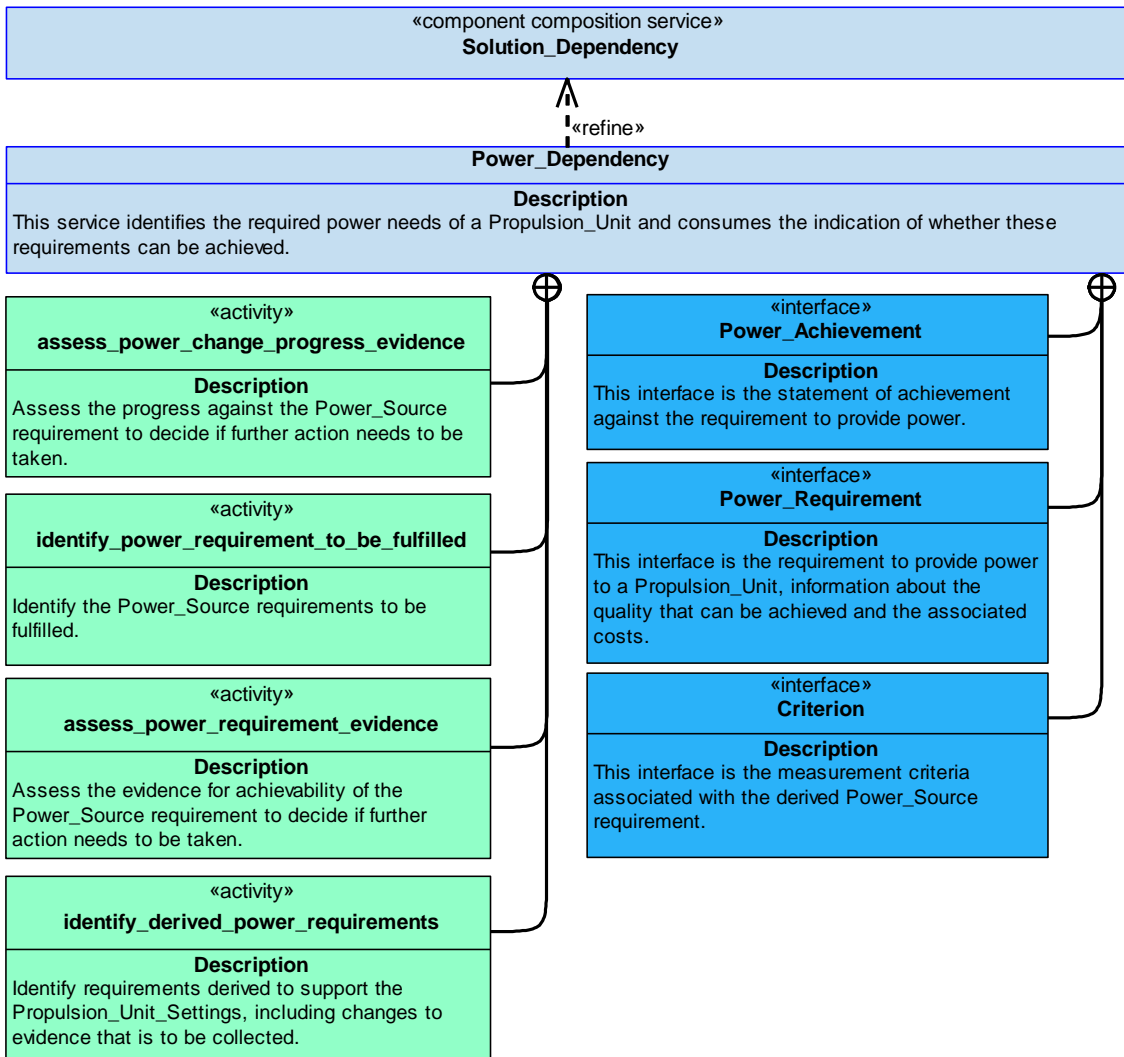 «component composition service»
Solution_Dependency
«refine»
Power_Dependency
Description
This service identifies the required power needs of a Propulsion_Unit and consumes the indication of whether these
requirements can be achieved.
«activity»
assess_power_change_progress_evidence
Description
Assess the progress against the Power_Source
requirement to decide if further action needs to be
taken.
«activity»
identify_power_requirement_to_be_fulfilled
Description
Identify the Power_Source requirements to be
fulfilled.
«activity»
assess_power_requirement_evidence
Description
Assess the evidence for achievability of the
Power_Source requirement to decide if further
action needs to be taken.
«activity»
identify_derived_power_requirements
Description
Identify requirements derived to support the
Propulsion_Unit_Settings, including changes to
evidence that is to be collected.
«interface»
Power_Achievement
Description
This interface is the statement of achievement
against the requirement to provide power.
«interface»
Power_Requirement
Description
This interface is the requirement to provide power
to a Propulsion_Unit, information about the
quality that can be achieved and the associated
costs.
«interface»
Criterion
Description
This interface is the measurement criteria
associated with the derived Power_Source
requirement.